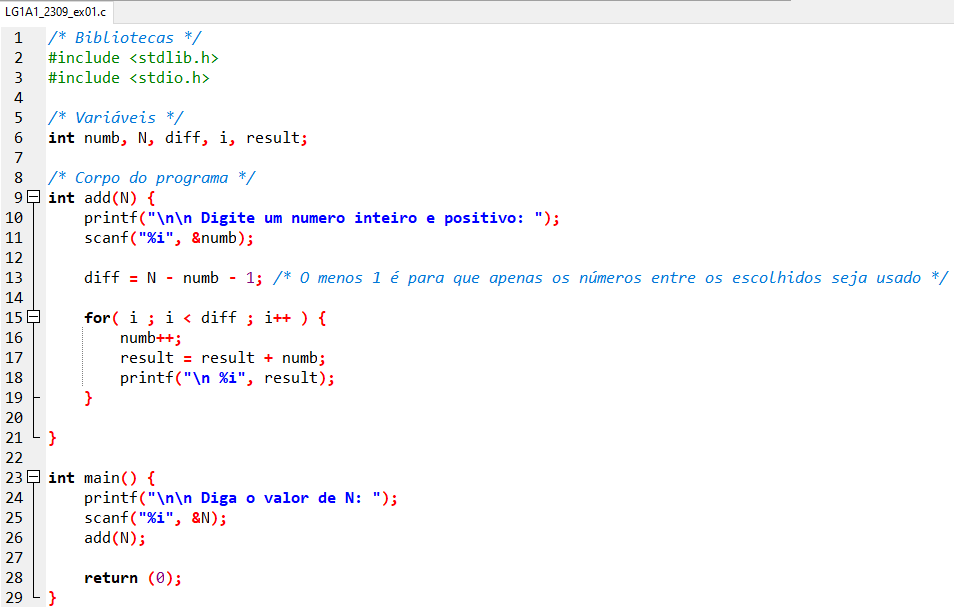 LG1A1_2309_ex01.c
1 /* Bibliotecas */
2 #include <stdlib.h>
3 #include <stdio.h>
4
5 /* Variáveis */
6 int numb, N, diff, i, result;
7
8 /* Corpo do programa */
9 int add(N) {
10 printf("\n\n Digite um numero inteiro e positivo: ");
11 scanf("%i", &numb);
12
13 diff = N - numb - 1; /* O menos 1 é para que apenas os números entre os escolhidos seja usado */
14
15 for( i ; i < diff ; i++ ) {
16 numb++;
17 result = result + numb;
18 printf("\n %i", result);
19 }
20
21 }
22
23 int main() {
24 printf("\n\n Diga o valor de N: ");
25 scanf("%i", &N);
26 add(N);
27
28 return (0);
29 }